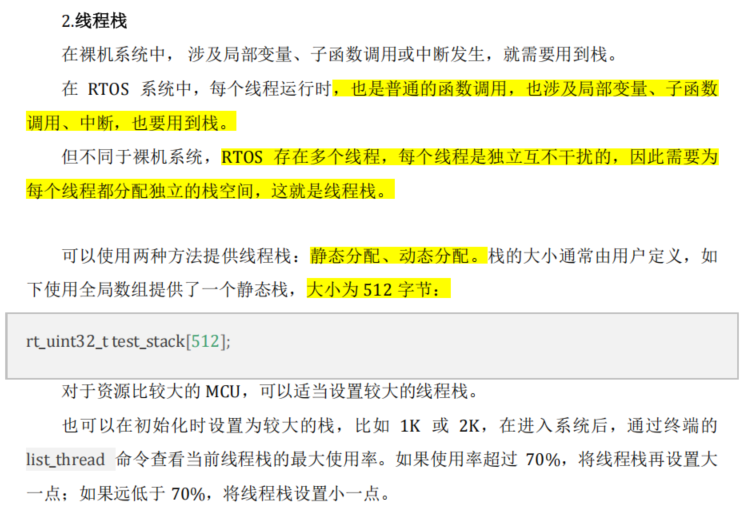 2.线程栈
在裸机系统中， 涉及局部变量、子函数调用或中断发生，就需要用到栈。
在 RTOS 系统中，每个线程运行时，也是普通的函数调用，也涉及局部变量、子函数
调用、中断，也要用到栈。
但不同于裸机系统，RTOS 存在多个线程，每个线程是独立互不干扰的，因此需要为
每个线程都分配独立的栈空间，这就是线程栈。
可以使用两种方法提供线程栈：静态分配、动态分配。栈的大小通常由用户定义，如
下使用全局数组提供了一个静态栈，大小为 512 字节：
rt_uint32_t test_stack[512];
对于资源比较大的 MCU，可以适当设置较大的线程栈。
也可以在初始化时设置为较大的栈，比如 1K 或 2K，在进入系统后，通过终端的
list_thread 命令查看当前线程栈的最大使用率。如果使用率超过 70%，将线程栈再设置大
一点；如果远低于 70%，将线程栈设置小一点。